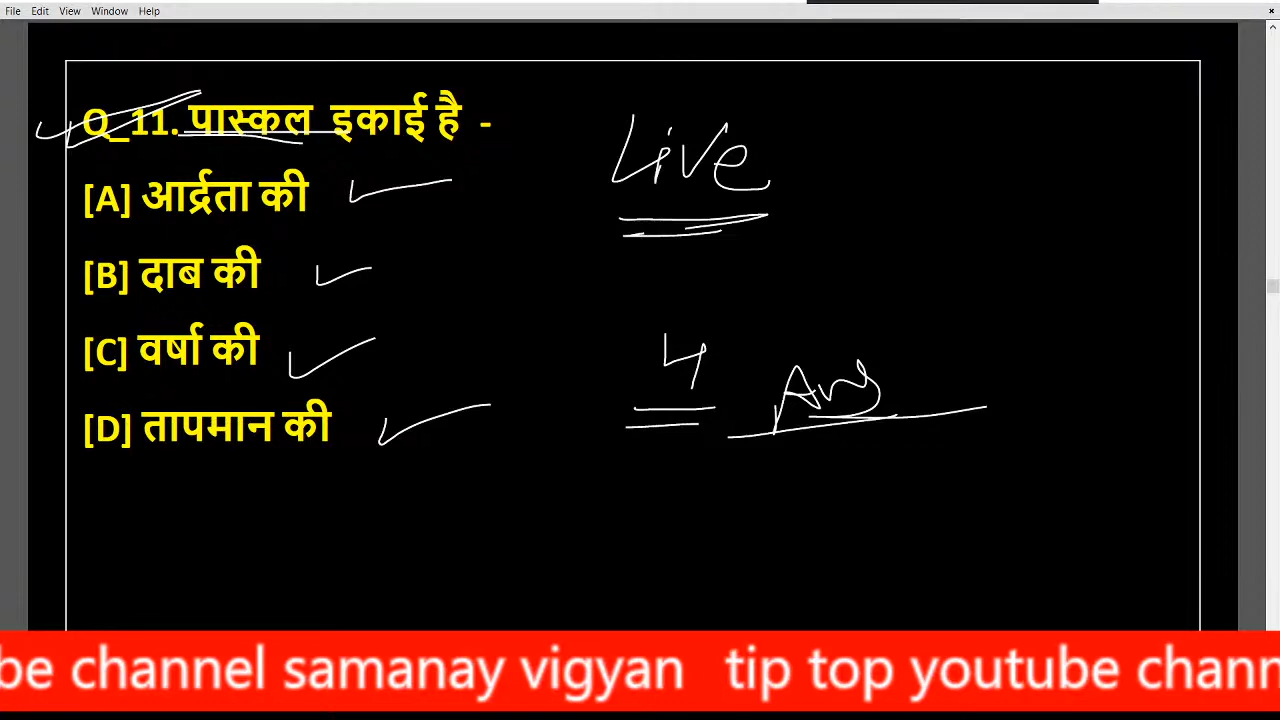 File Edit View Window Help
Q_11. पास्कल इकाई है -
Live
[A] आर्द्रता की
[B] दाब की
[C] वर्षा की
4 Ans
[D] तापमान की
be channel samanay vigyan tip top youtube chann